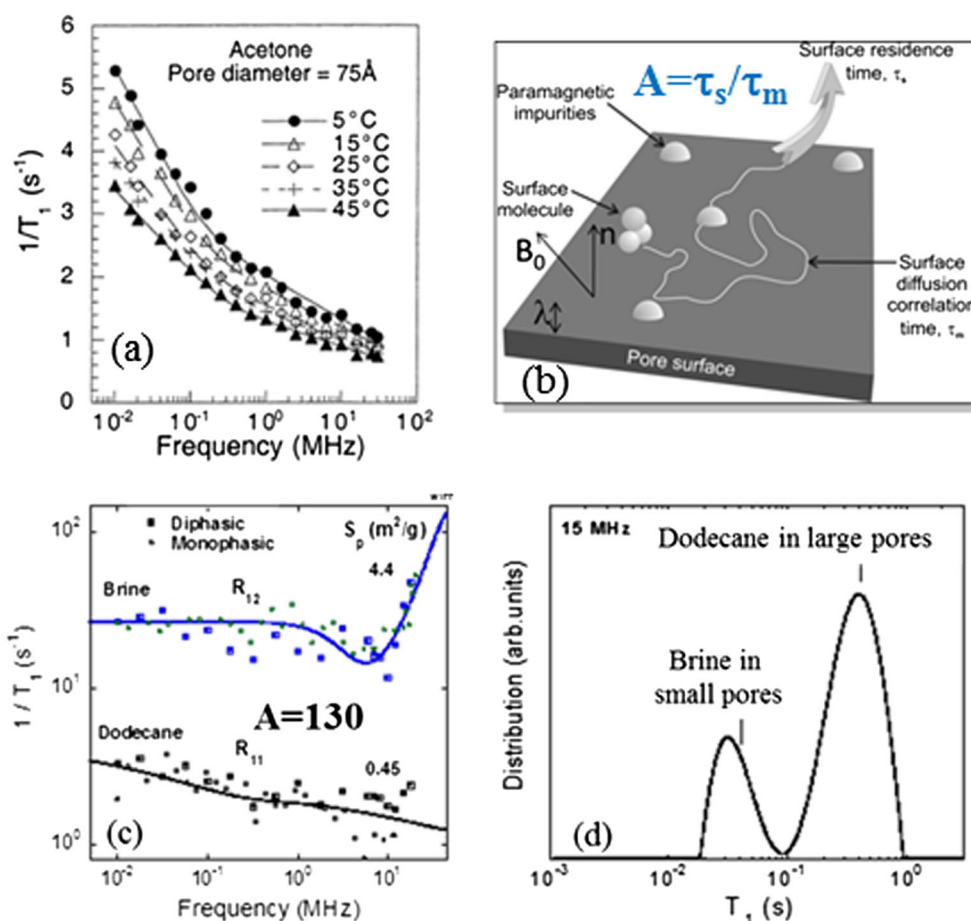 Acetone
Pore diameter = 75Å
5°C
15°C
25°C
35°C
45°C
6
5
4
3
2
1
0
1/T₁ (s⁻¹)
(a)
10⁻² 10⁻¹ 10⁰ 10¹ 10²
Frequency (MHz)
Surface residence
time, τₛ
A=τₛ/τₘ
Paramagnetic
impurities
Surface
molecule
n
B₀
λ
Surface
diffusion
correlation
time, τₘ
Pore surface
(b)
10²
10¹
10⁰
1 / T₁ (s⁻¹)
Diphasic
Monophasic
Sₚ (m²/g)
4.4
Brine
R₁₂
A=130
Dodecane
R₁₁
0.45
(c)
10⁻² 10⁻¹ 10⁰ 10¹
Frequency (MHz)
15 MHz
Dodecane in large pores
Brine in
small pores
Distribution (arb.units)
(d)
10⁻³ 10⁻² 10⁻¹ 10⁰ 10¹
T₁ (s)